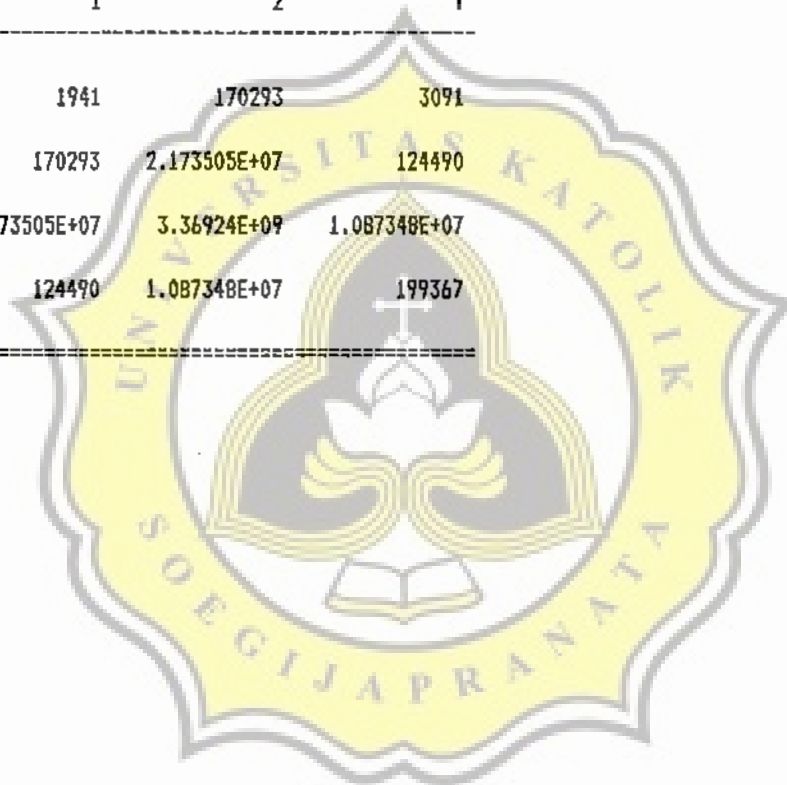 1 2
1941 170293 3091
170293 2.173505E+07 124490
73505E+07 3.36924E+09 1.087348E+07
124490 1.087348E+07 199367
UNIVERSITAS KATOLIK
SOEGIJAPRANATA